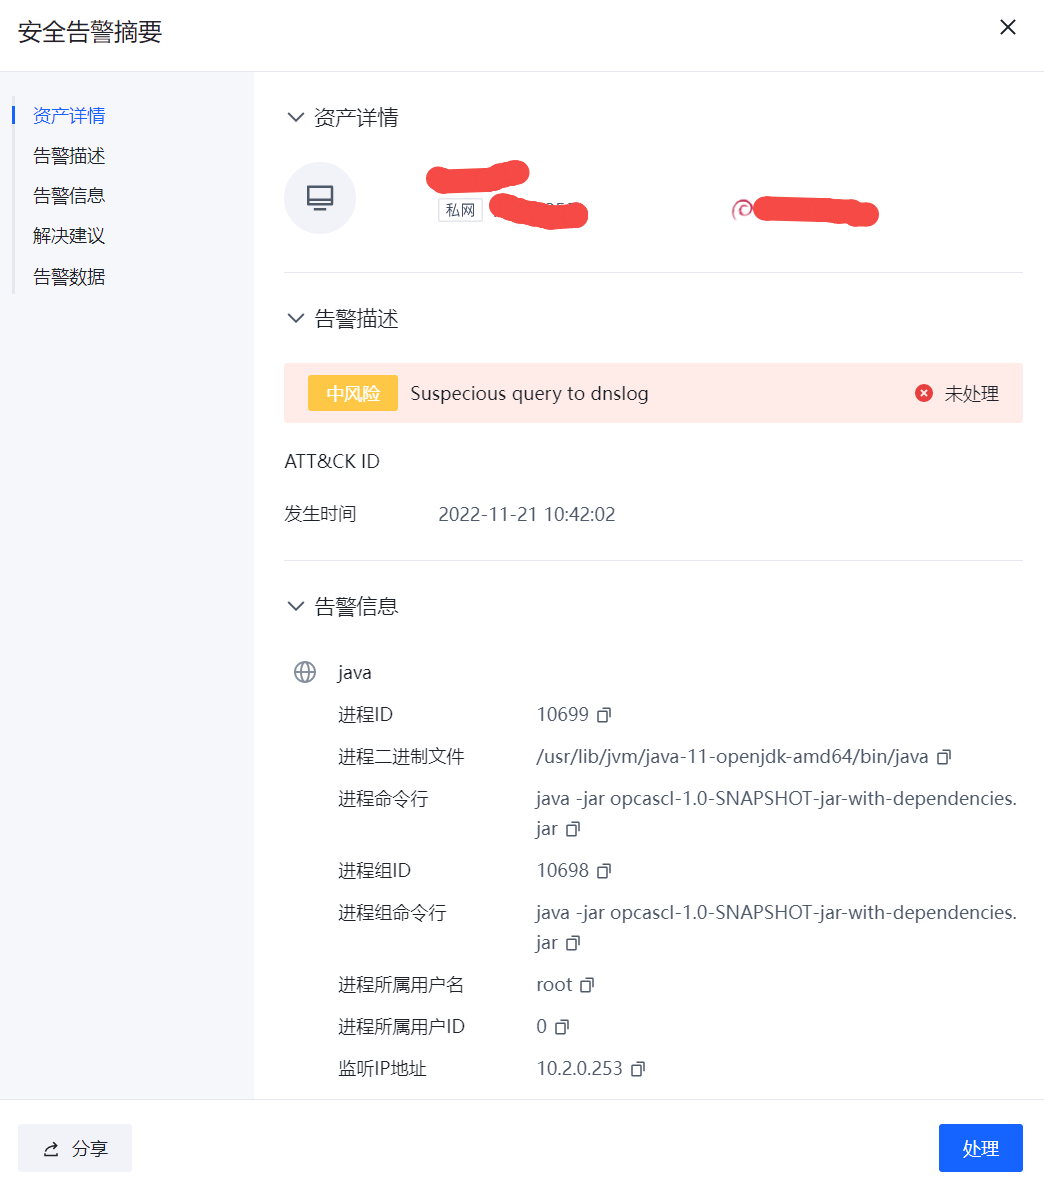 安全告警摘要
资产详情
告警描述
告警信息
解决建议
告警数据
资产详情
私网
告警描述
中风险 Suspecious query to dnslog 未处理
ATT&CK ID
发生时间 2022-11-21 10:42:02
告警信息
java
进程ID 10699
进程二进制文件 /usr/lib/jvm/java-11-openjdk-amd64/bin/java
进程命令行 java -jar opcascl-1.0-SNAPSHOT-jar-with-dependencies.
jar
进程组ID 10698
进程组命令行 java -jar opcascl-1.0-SNAPSHOT-jar-with-dependencies.
jar
进程所属用户名 root
进程所属用户ID 0
监听IP地址 10.2.0.253
分享 处理